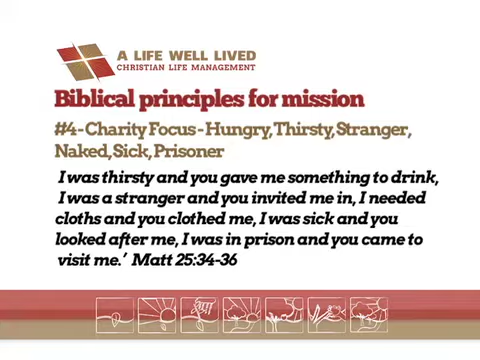 A LIFE WELL LIVED
CHRISTIAN LIFE MANAGEMENT
Biblical principles for mission
#4 - Charity Focus - Hungry, Thirsty, Stranger,
Naked, Sick, Prisoner
I was thirsty and you gave me something to drink,
I was a stranger and you invited me in, I needed
cloths and you clothed me, I was sick and you
looked after me, I was in prison and you came to
visit me.' Matt 25:34-36